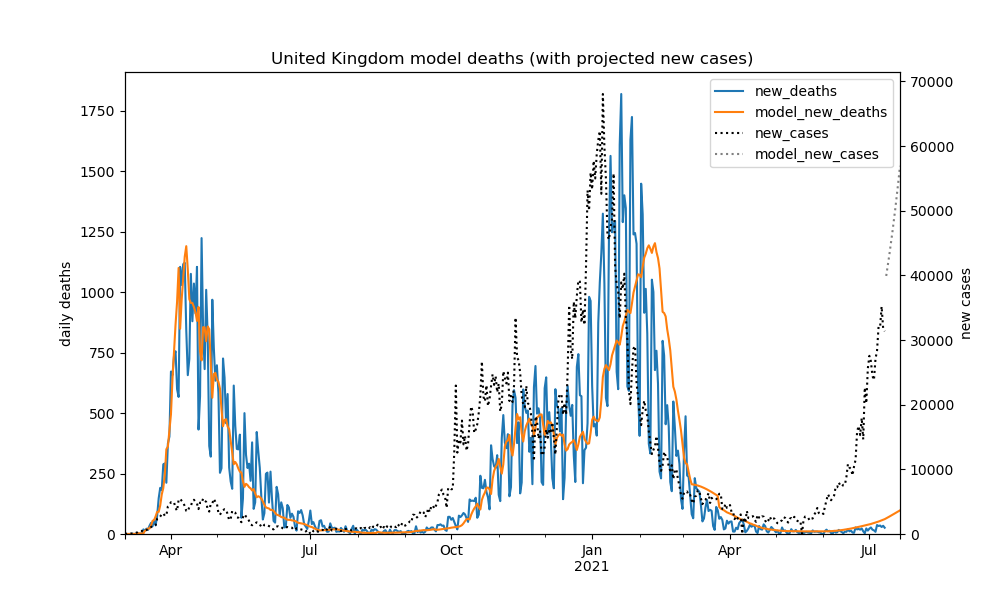 United Kingdom model deaths (with projected new cases)
new_deaths
model_new_deaths
new_cases
model_new_cases
daily deaths
1750
1500
1250
1000
750
500
250
0
70000
60000
50000
40000
30000
20000
10000
0
new cases
Apr
Jul
Oct
Jan
2021
Apr
Jul